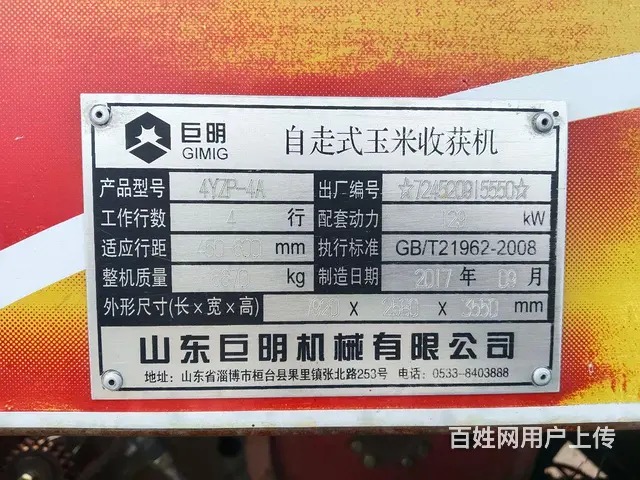 巨明
GIMIG
自走式玉米收获机
产品型号 4YZP-4A 出厂编号 ☆724520915550☆
工作行数 4 行 配套动力 kW
适应行距 mm 执行标准 GB/T21962-2008
整机质量 kg 制造日期 2017 年 09 月
外形尺寸(长×宽×高) X X 3550 mm
山东巨明机械有限公司
地址：山东省淄博市桓台县果里镇张北路253号 电话：0533-8403888
百姓网用户上传